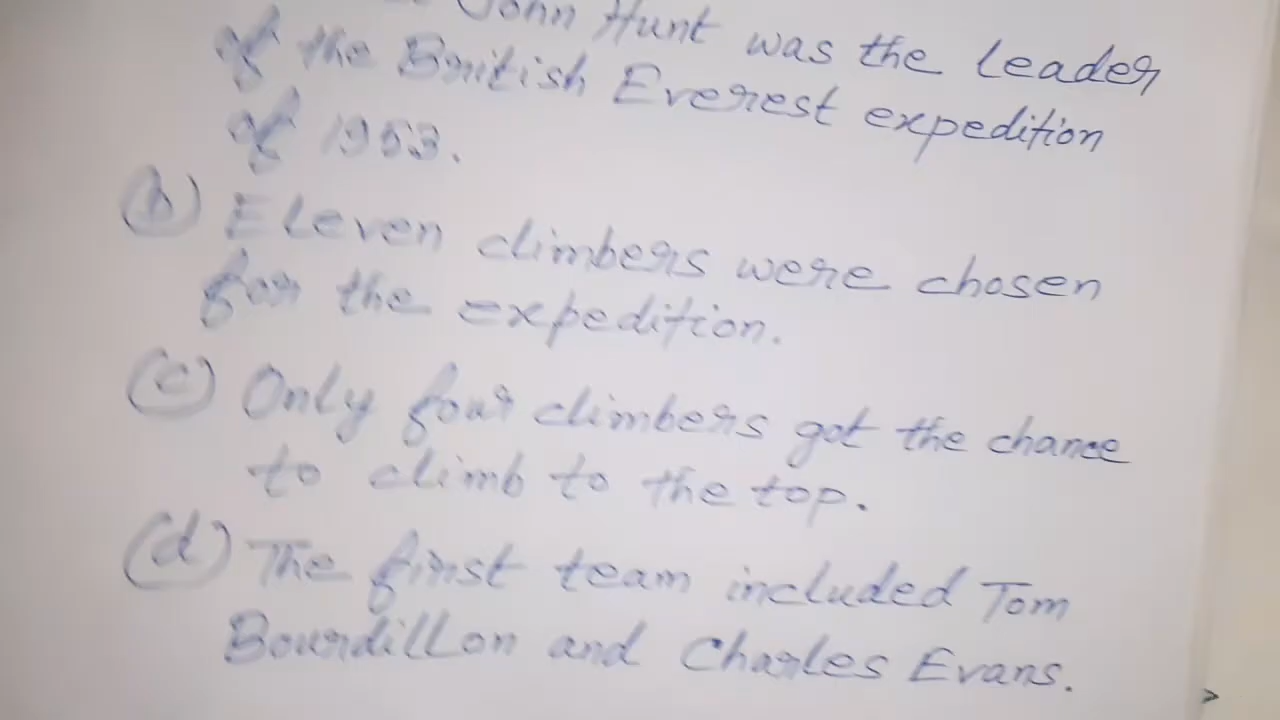 John Hunt was the leader
of the British Everest expedition
of 1953.
(b) Eleven climbers were chosen
for the expedition.
(c) Only four climbers got the chance
to climb to the top.
(d) The first team included Tom
Bourdillon and Charles Evans.